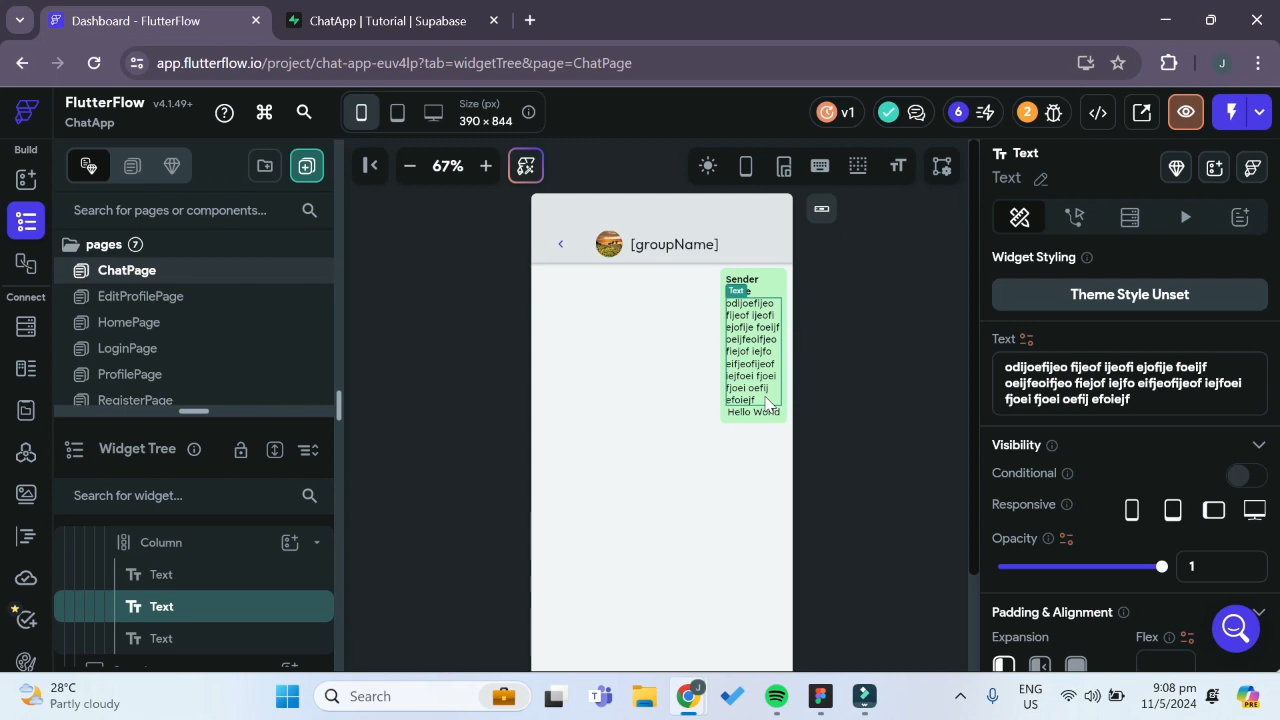 Dashboard - FlutterFlow
ChatApp | Tutorial | Supabase
app.flutterflow.io/project/chat-app-euv4lp?tab=widgetTree&page=ChatPage
J
FlutterFlow v4.1.49+
ChatApp
Size (px)
390 × 844
v1
6
2
Build
67%
Text
Text
Search for pages or components...
pages 7
ChatPage
EditProfilePage
HomePage
LoginPage
ProfilePage
RegisterPage
Connect
Widget Tree
Search for widget...
Column
Text
Text
Text
[groupName]
Sender
Text
odijoefijeo
fijeof ijeofi
ejofije foeijf
oeijfeoifjeo
fiejof iejfo
eifjeofijeof
iejfoei fjoei
fjoei oefij
efoiejf
Hello World
Widget Styling
Theme Style Unset
Text
odijoefijeo fijeof ijeofi ejofije foeijf
oeijfeoifjeo fiejof iejfo eifjeofijeof iejfoei
fjoei fjoei oefij efoiejf
Visibility
Conditional
Responsive
Opacity
1
Padding & Alignment
Expansion
Flex
28°C
Partly cloudy
Search
J
ENG
US
9:08 pm
11/5/2024
PRE